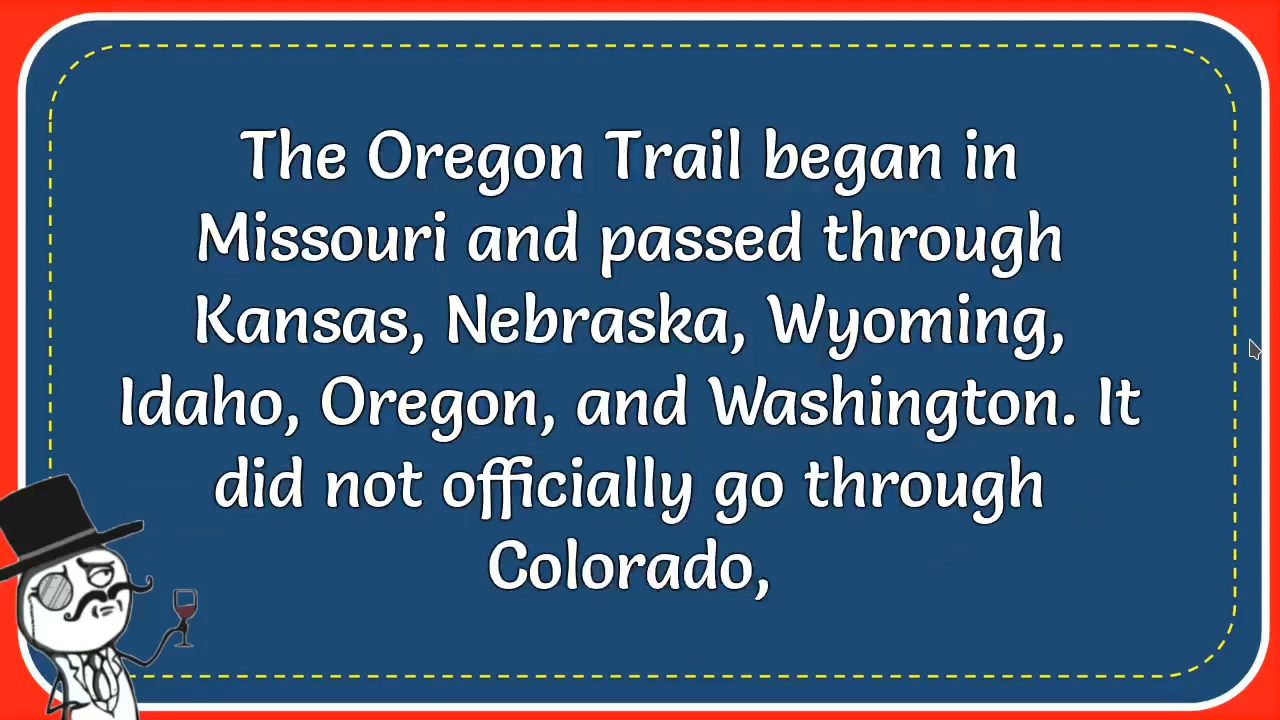 The Oregon Trail began in
Missouri and passed through
Kansas, Nebraska, Wyoming,
Idaho, Oregon, and Washington. It
did not officially go through
Colorado,